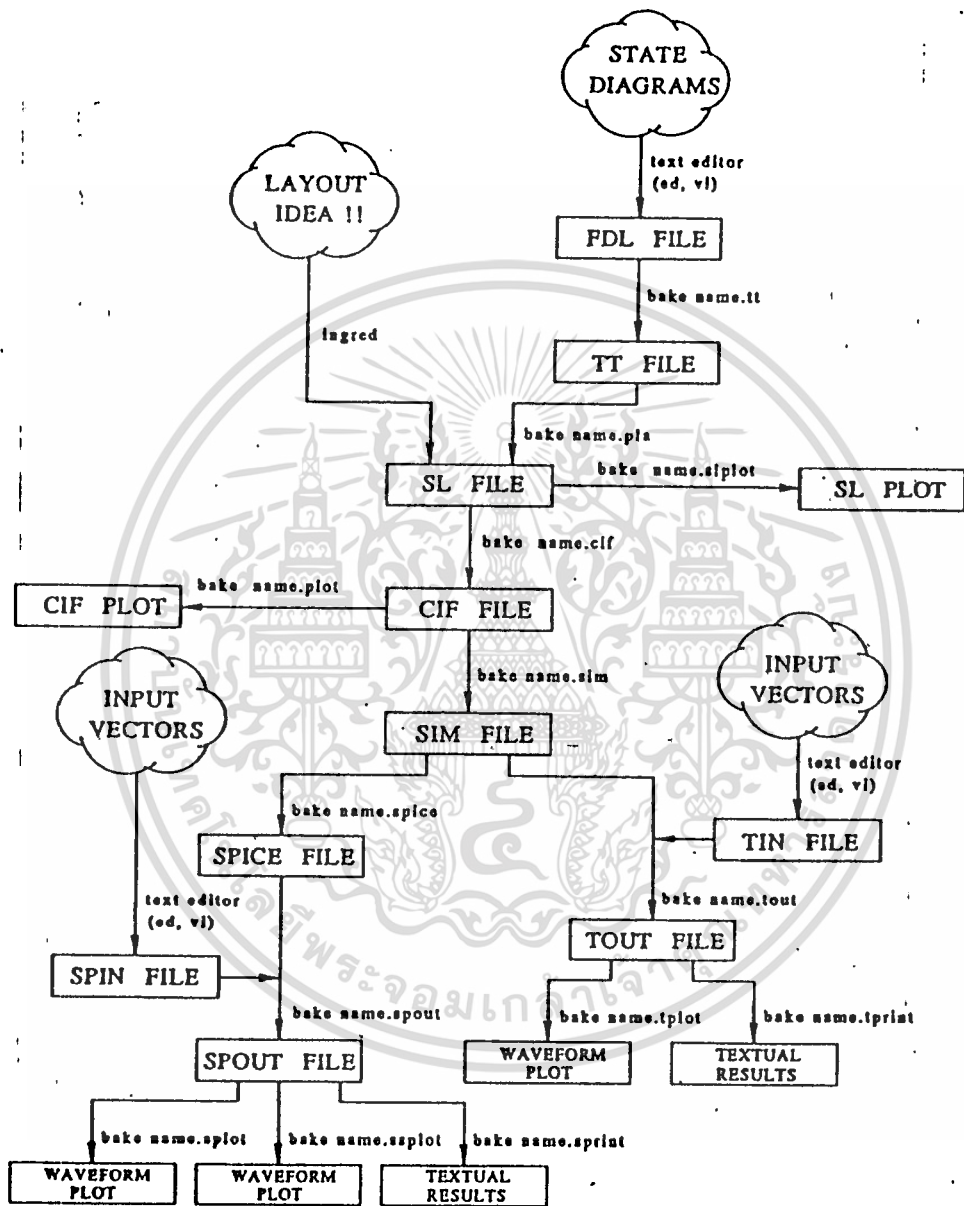 STATE
DIAGRAMS
text editor
(ed, vi)
LAYOUT
IDEA !!
FDL FILE
bake name.tt
ingred
TT FILE
bake name.pla
SL FILE
bake name.slplot
SL PLOT
bake name.cif
CIF PLOT
bake name.plot
CIF FILE
bake name.sim
INPUT
VECTORS
INPUT
VECTORS
SIM FILE
text editor
(ed, vi)
bake name.spice
TIN FILE
SPICE FILE
text editor
(ed, vi)
bake name.tout
TOUT FILE
SPIN FILE
bake name.spout
bake name.tplot
bake name.tprint
SPOUT FILE
WAVEFORM
PLOT
TEXTUAL
RESULTS
bake name.splot
bake name.ssplot
bake name.sprint
WAVEFORM
PLOT
WAVEFORM
PLOT
TEXTUAL
RESULTS